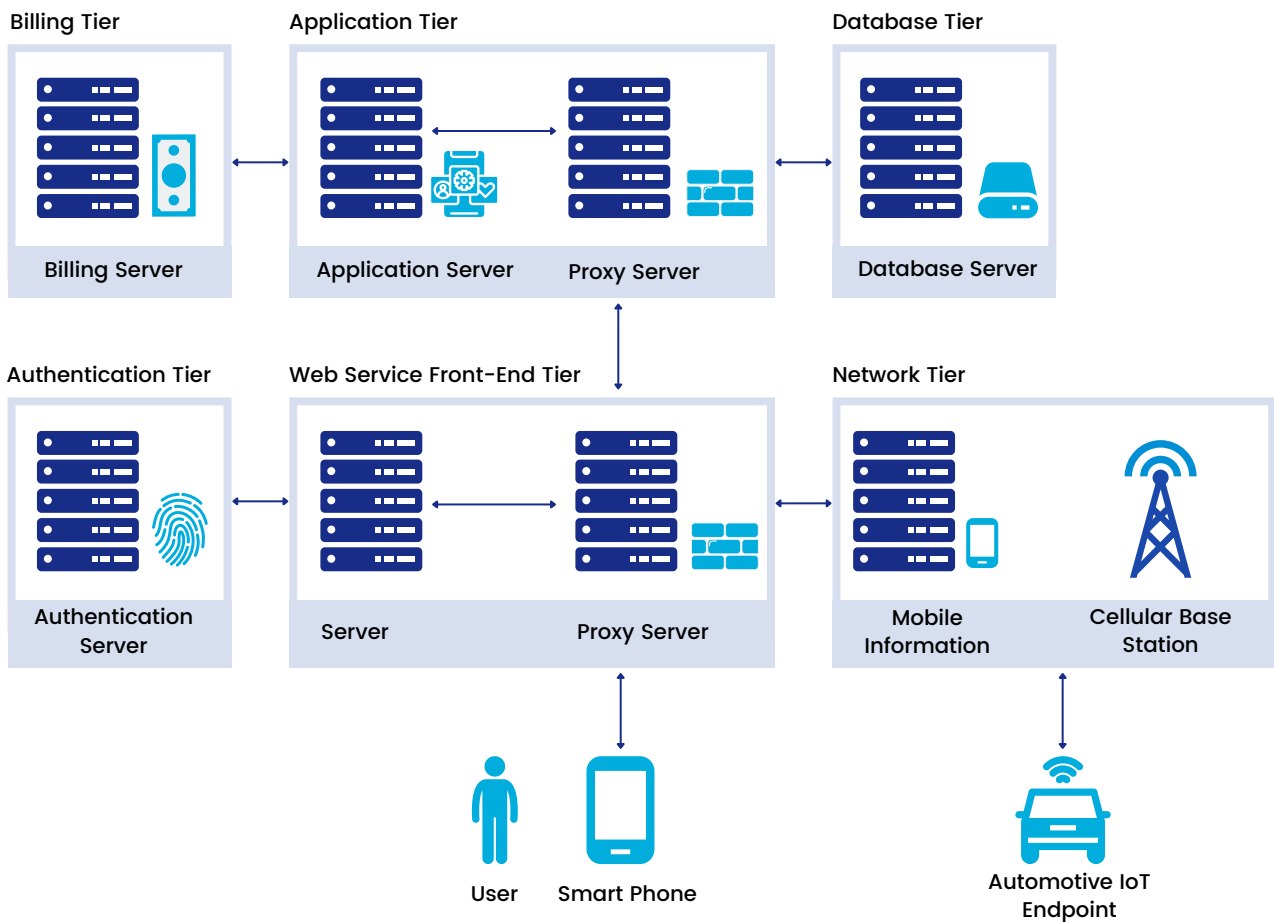 Billing Tier
Application Tier
Database Tier
Billing Server
Application Server
Proxy Server
Database Server
Authentication Tier
Web Service Front-End Tier
Network Tier
Authentication
Server
Server
Proxy Server
Mobile
Information
Cellular Base
Station
User
Smart Phone
Automotive IoT
Endpoint